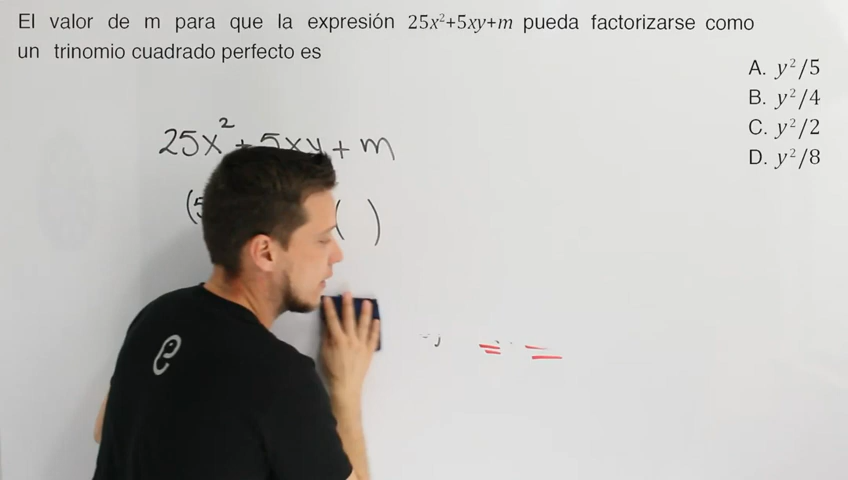 El valor de m para que la expresión 25x²+5xy+m pueda factorizarse como
un trinomio cuadrado perfecto es
A. y²/5
B. y²/4
C. y²/2
D. y²/8
25x² + 5xy + m
(5 ( )